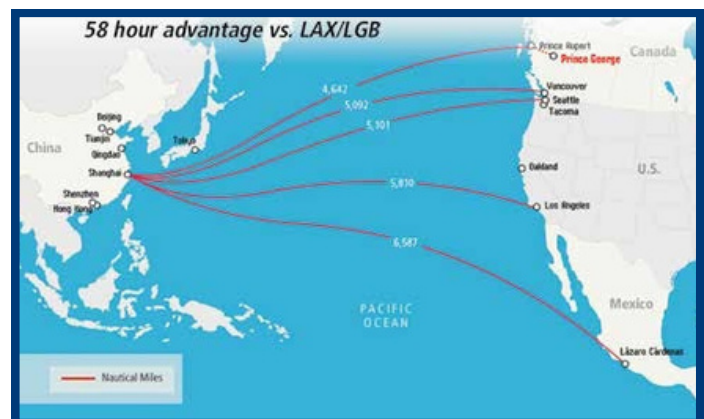 58 hour advantage vs. LAX/LGB
Prince Rupert
Canada
Prince George
4,642
Vancouver
5,092
Seattle
Tacoma
5,101
Beijing
Tianjin
Tokyo
China
Qingdao
Oakland
U.S.
Shanghai
5,810
Los Angeles
Shenzhen
Hong Kong
6,587
PACIFIC
OCEAN
Mexico
Lázaro Cárdenas
Nautical Miles